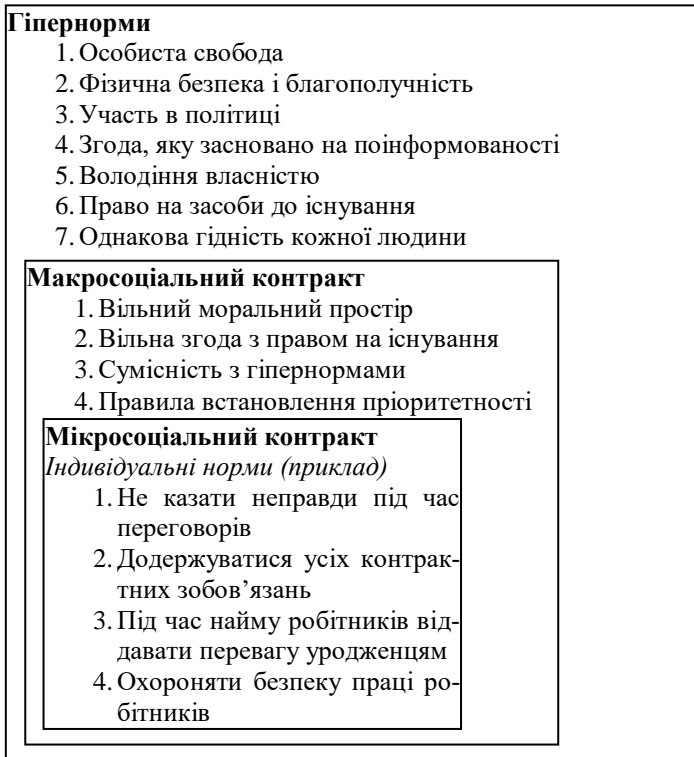 Гіпернорми
1. Особиста свобода
2. Фізична безпека і благополучність
3. Участь в політиці
4. Згода, яку засновано на поінформованості
5. Володіння власністю
6. Право на засоби до існування
7. Однакова гідність кожної людини
Макросоціальний контракт
1. Вільний моральний простір
2. Вільна згода з правом на існування
3. Сумісність з гіпернормами
4. Правила встановлення пріоритетності
Мікросоціальний контракт
Індивідуальні норми (приклад)
1. Не казати неправди під час
переговорів
2. Додержуватися усіх контрак-
тних зобов’язань
3. Під час найму робітників від-
давати перевагу уродженцям
4. Охороняти безпеку праці ро-
бітників